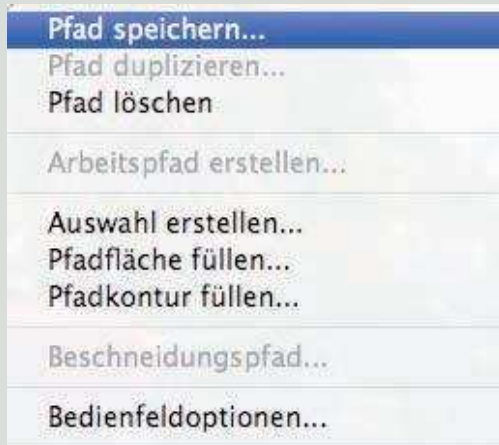 Pfad speichern...
Pfad duplizieren...
Pfad löschen
Arbeitspfad erstellen...
Auswahl erstellen...
Pfadfläche füllen...
Pfadkontur füllen...
Beschneidungspfad...
Bedienfeldoptionen...